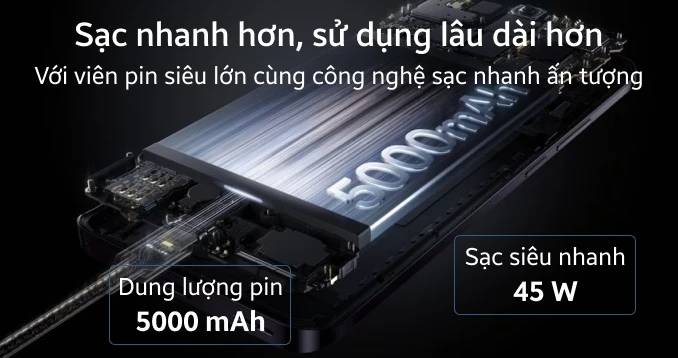 Sạc nhanh hơn, sử dụng lâu dài hơn
Với viên pin siêu lớn cùng công nghệ sạc nhanh ấn tượng
5000mAh
Sạc siêu nhanh
45 W
Dung lượng pin
5000 mAh